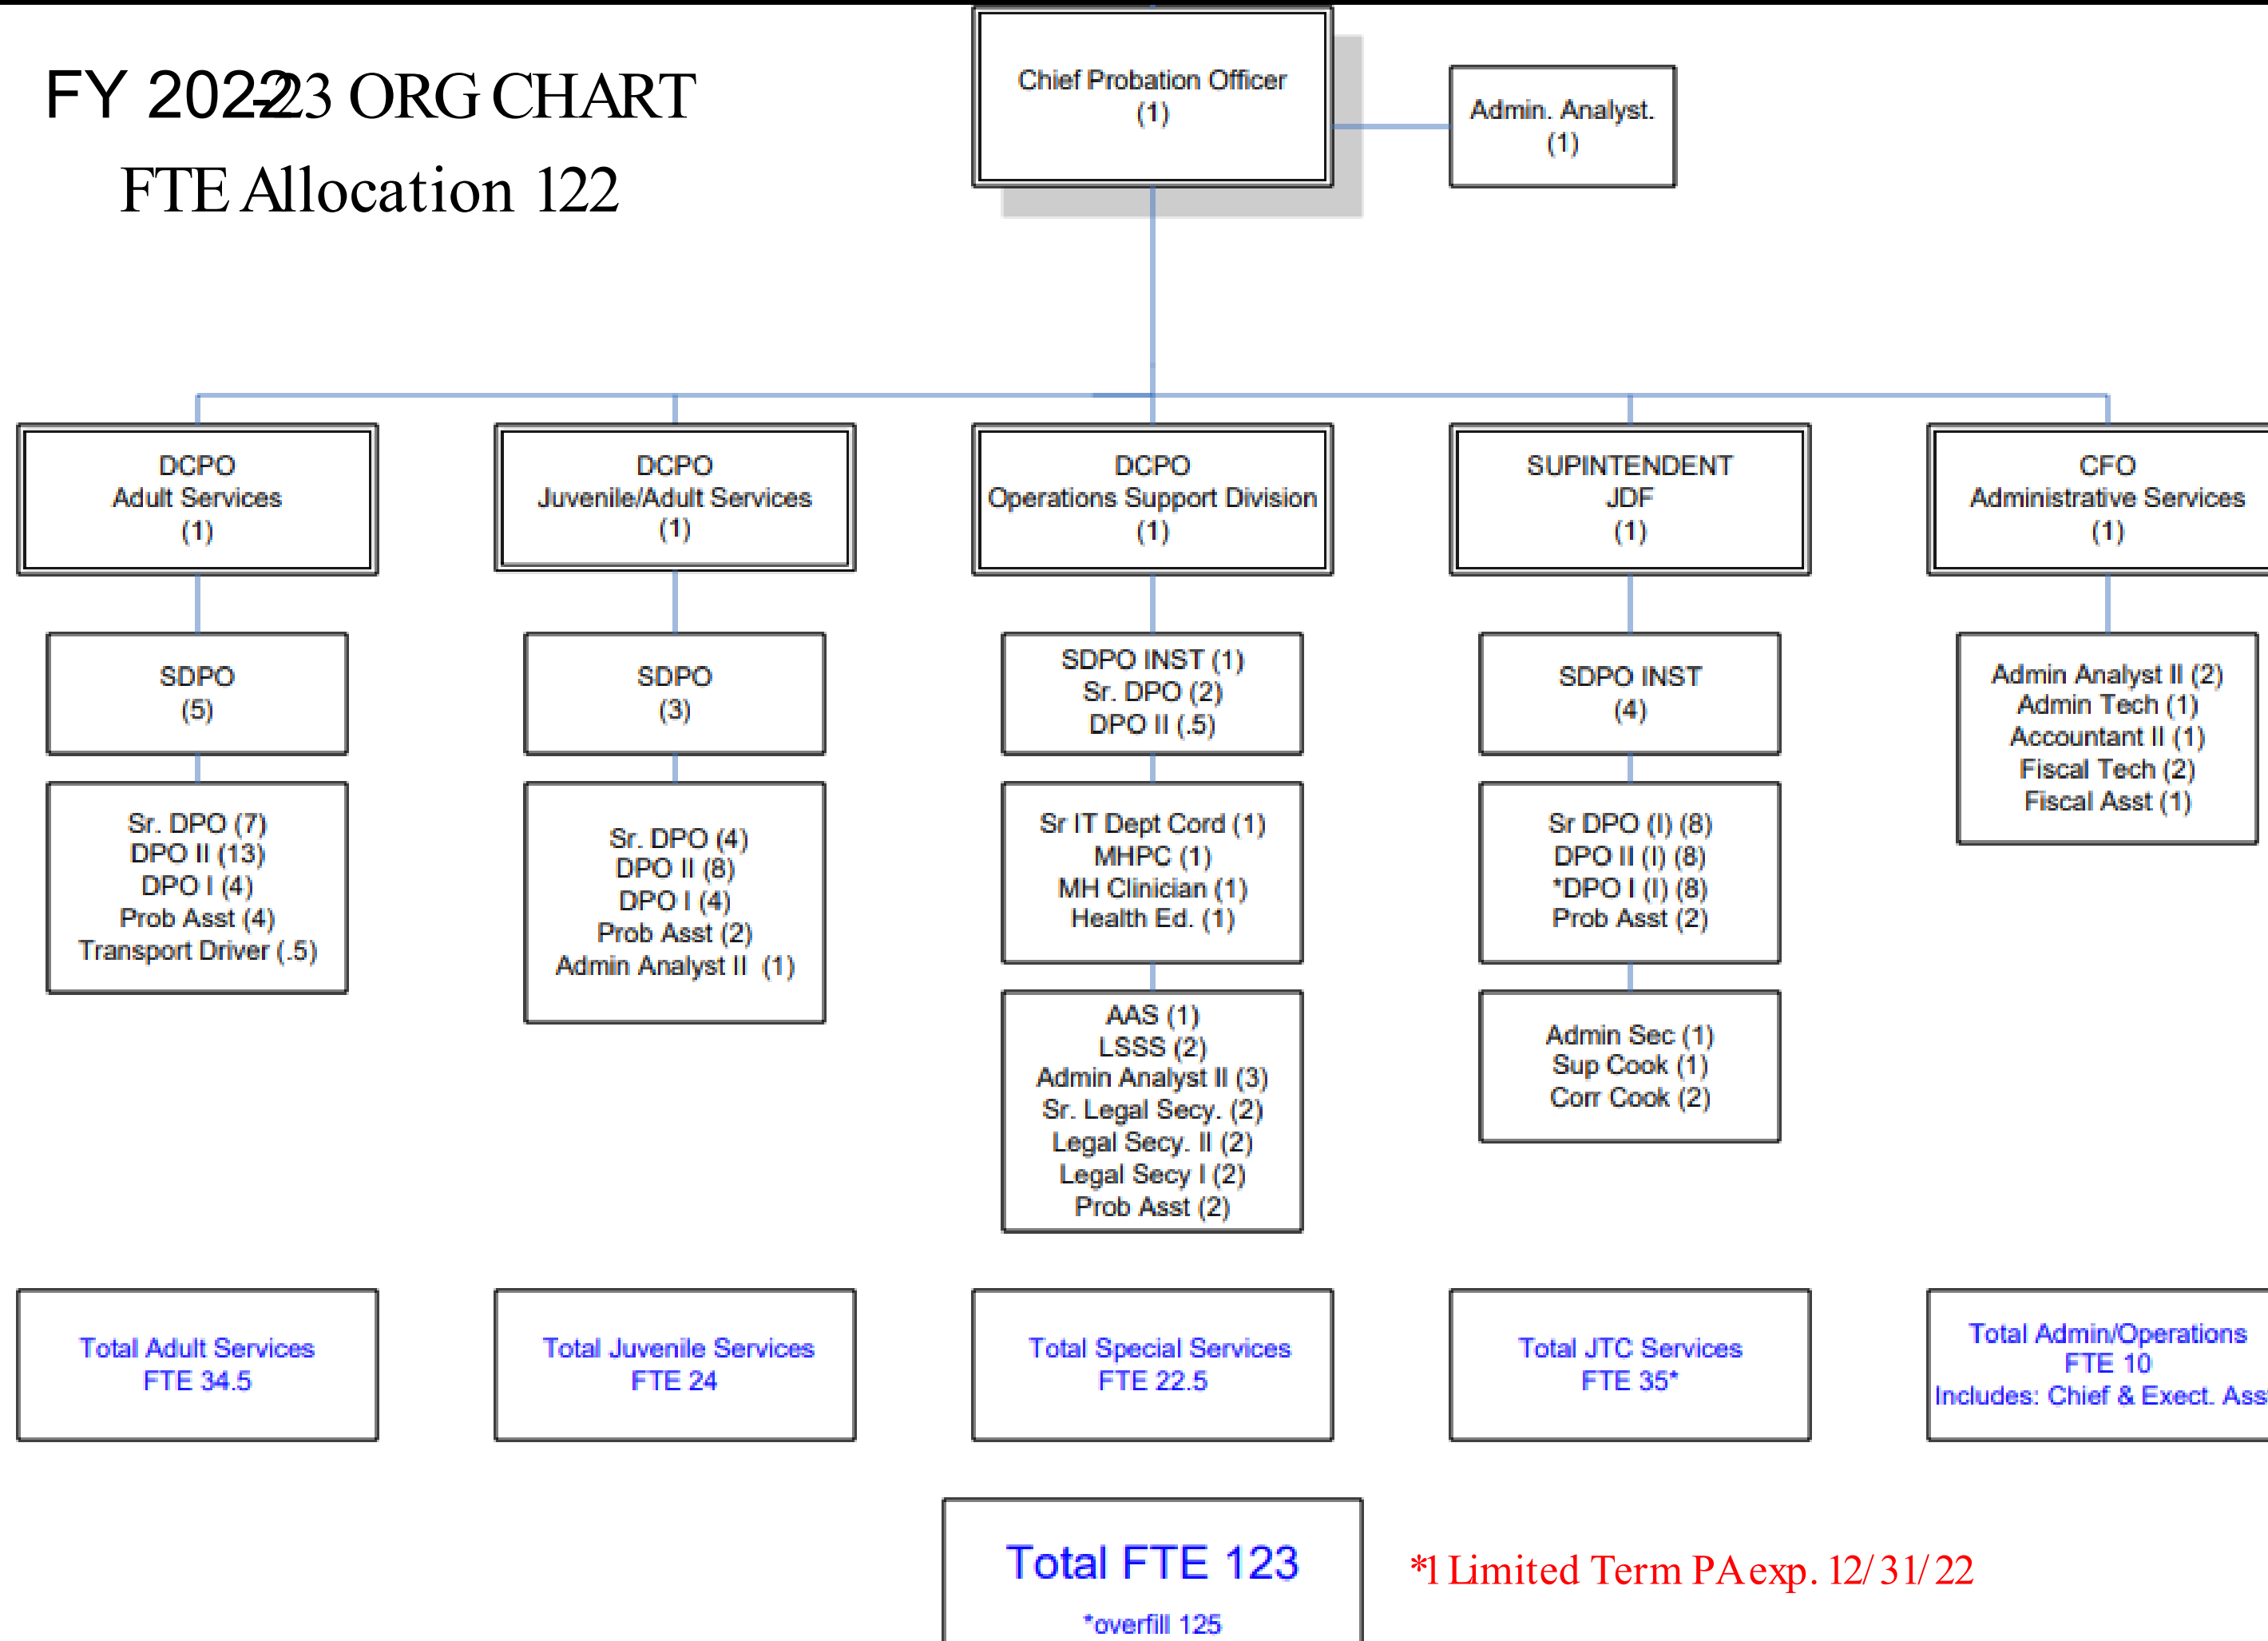 FY 2022-23 ORG CHART
FTE Allocation 122
Chief Probation Officer
(1)
Admin. Analyst.
(1)
DCPO
Adult Services
(1)
DCPO
Juvenile/Adult Services
(1)
DCPO
Operations Support Division
(1)
SUPINTENDENT
JDF
(1)
CFO
Administrative Services
(1)
SDPO
(5)
SDPO
(3)
SDPO INST (1)
Sr. DPO (2)
DPO II (.5)
SDPO INST
(4)
Admin Analyst II (2)
Admin Tech (1)
Accountant II (1)
Fiscal Tech (2)
Fiscal Asst (1)
Sr. DPO (7)
DPO II (13)
DPO I (4)
Prob Asst (4)
Transport Driver (.5)
Sr. DPO (4)
DPO II (8)
DPO I (4)
Prob Asst (2)
Admin Analyst II (1)
Sr IT Dept Cord (1)
MHPC (1)
MH Clinician (1)
Health Ed. (1)
Sr DPO (I) (8)
DPO II (I) (8)
*DPO I (I) (8)
Prob Asst (2)
AAS (1)
LSSS (2)
Admin Analyst II (3)
Sr. Legal Secy. (2)
Legal Secy. II (2)
Legal Secy I (2)
Prob Asst (2)
Admin Sec (1)
Sup Cook (1)
Corr Cook (2)
Total Adult Services
FTE 34.5
Total Juvenile Services
FTE 24
Total Special Services
FTE 22.5
Total JTC Services
FTE 35*
Total Admin/Operations
FTE 10
Includes: Chief & Exect. Ass
Total FTE 123
*overfill 125
*1 Limited Term PA exp. 12/31/22